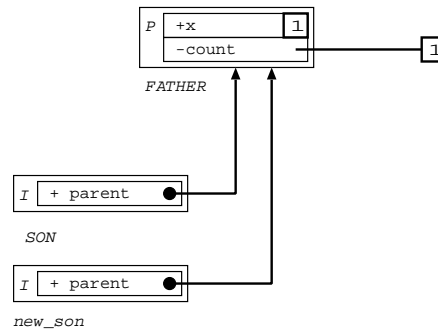 P +x 1
-count 1
FATHER
I + parent
SON
I + parent
new_son